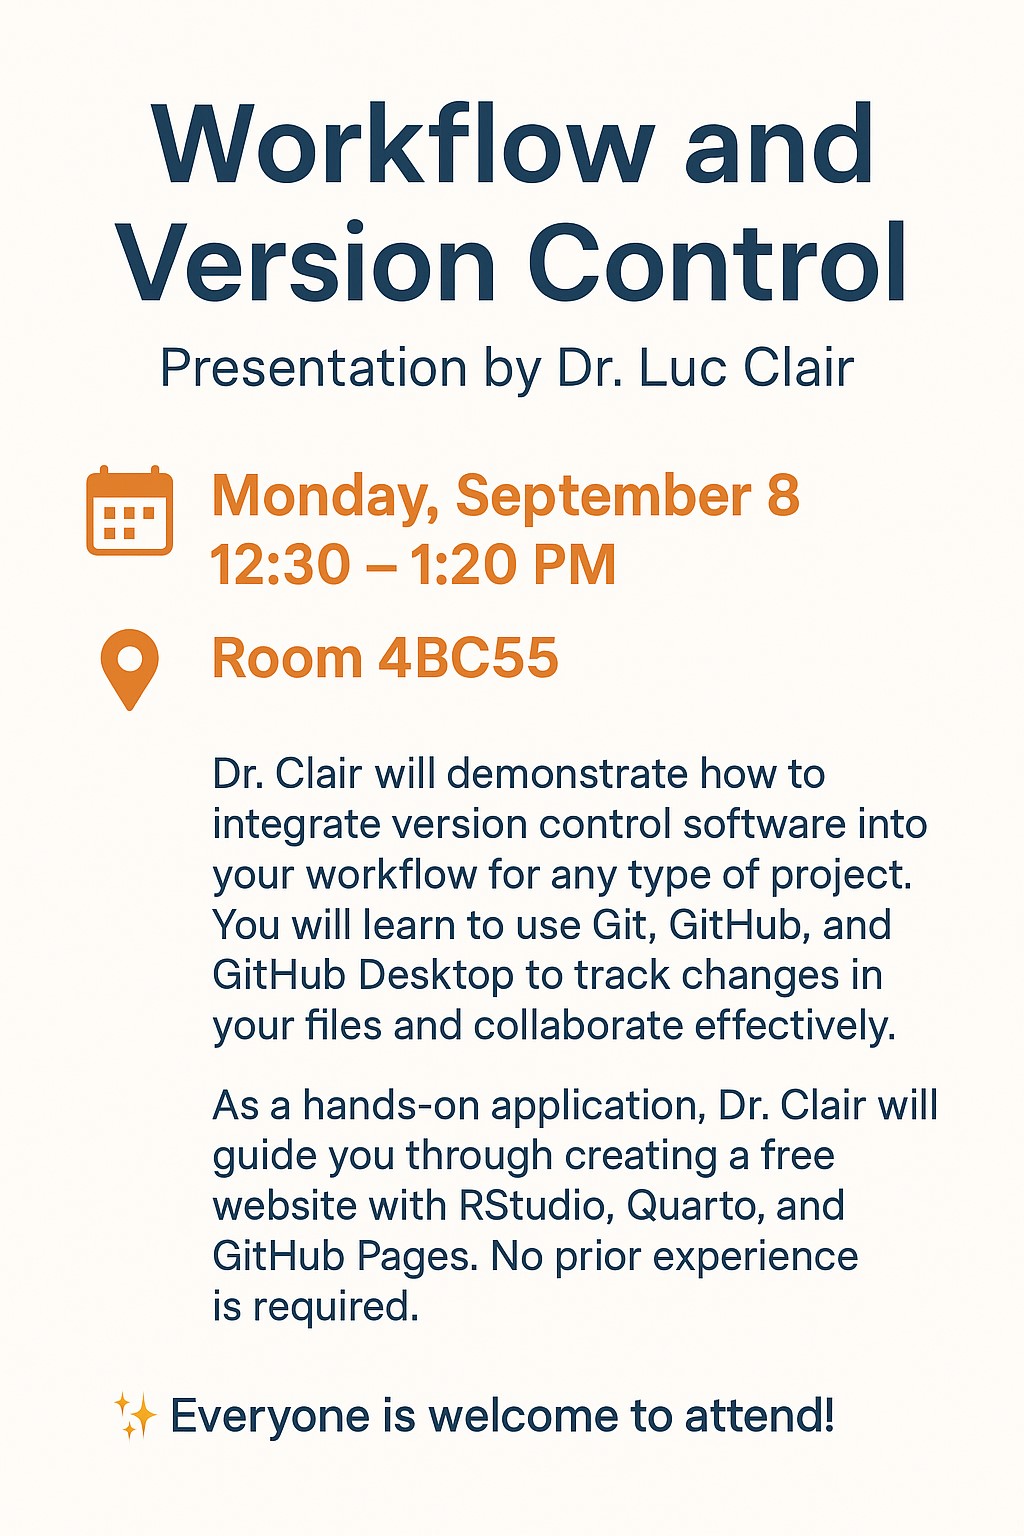 Workflow and
Version Control
Presentation by Dr. Luc Clair
Monday, September 8
12:30 – 1:20 PM
Room 4BC55
Dr. Clair will demonstrate how to
integrate version control software into
your workflow for any type of project.
You will learn to use Git, GitHub, and
GitHub Desktop to track changes in
your files and collaborate effectively.
As a hands-on application, Dr. Clair will
guide you through creating a free
website with RStudio, Quarto, and
GitHub Pages. No prior experience
is required.
✨ Everyone is welcome to attend!